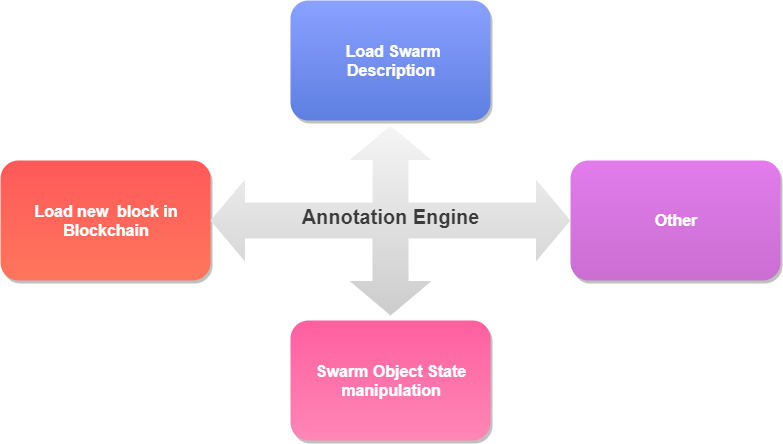 Load Swarm
Description
Load new  block in
Blockchain
Annotation Engine
Other
Swarm Object State
manipulation